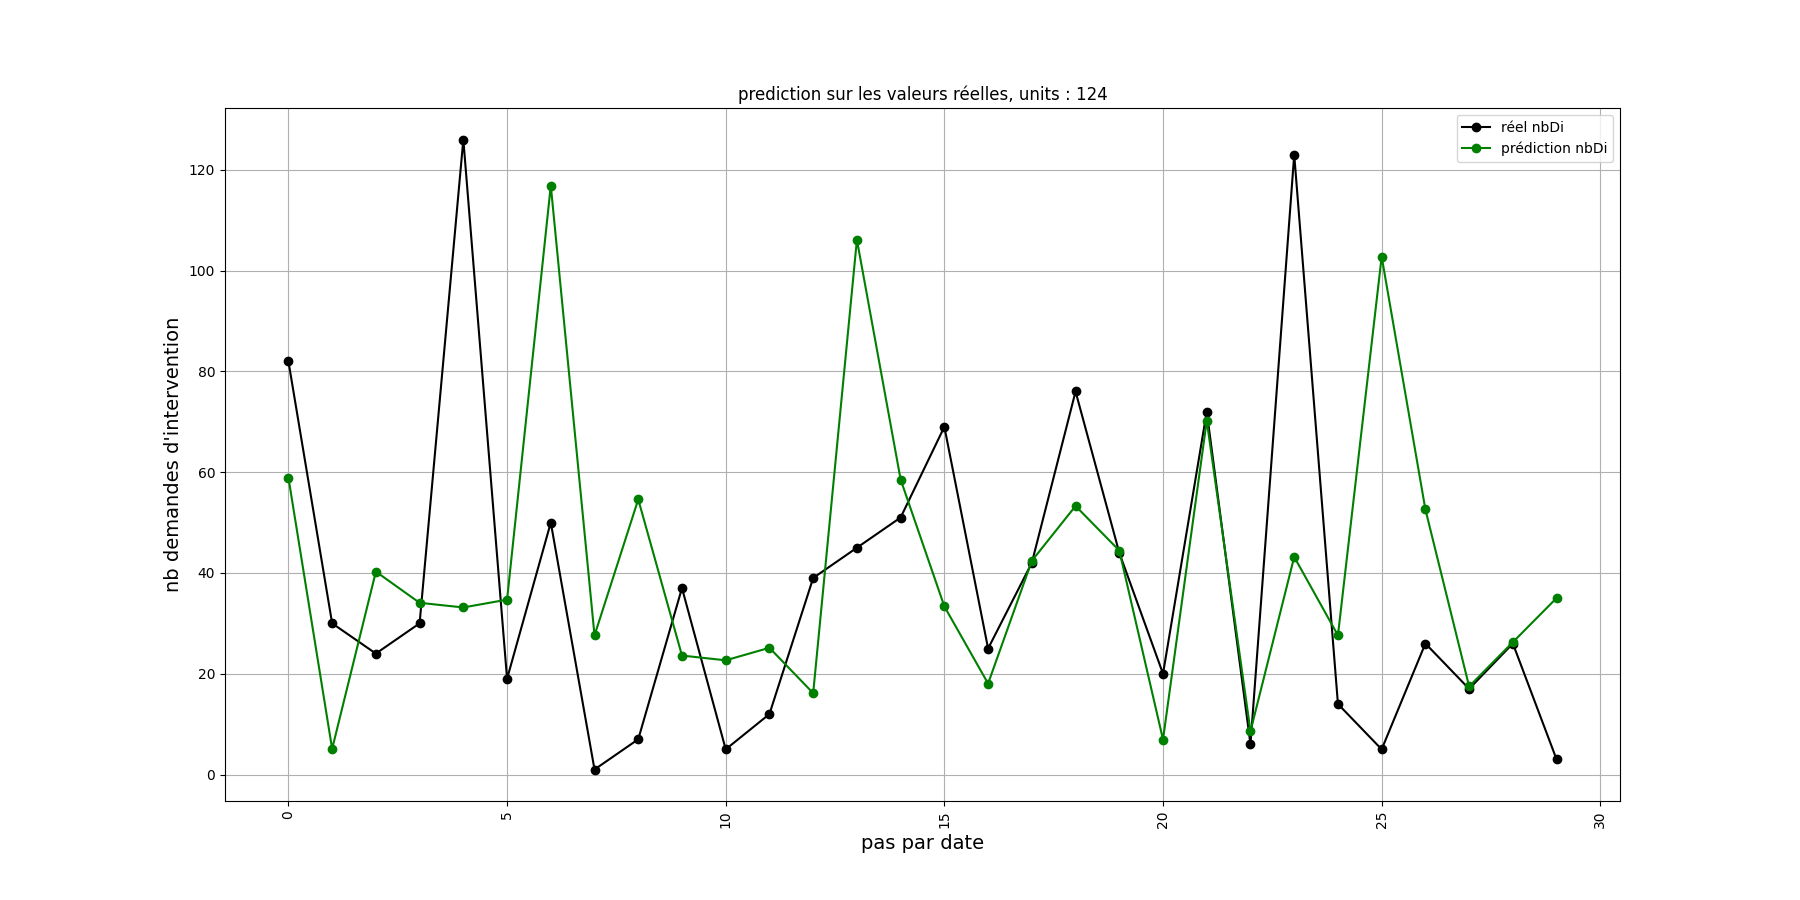 prediction sur les valeurs réelles, units : 124
réel nbDi
prédiction nbDi
nb demandes d'intervention
120
100
80
60
40
20
0
0 5 10 15 20 25 30
pas par date